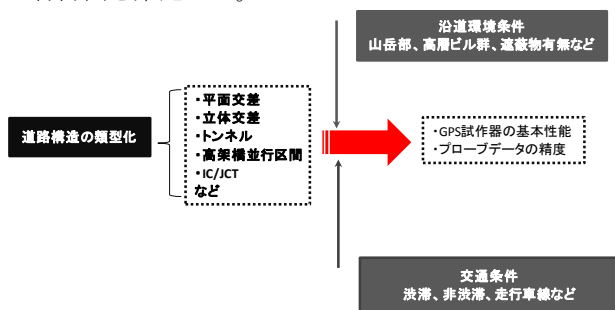 沿道環境条件
山岳部、高層ビル群、遮蔽物有無など
道路構造の類型化
・平面交差
・立体交差
・トンネル
・高架橋並行区間
・IC/JCT
など
・GPS試作器の基本性能
・プローブデータの精度
交通条件
渋滞、非渋滞、走行車線など